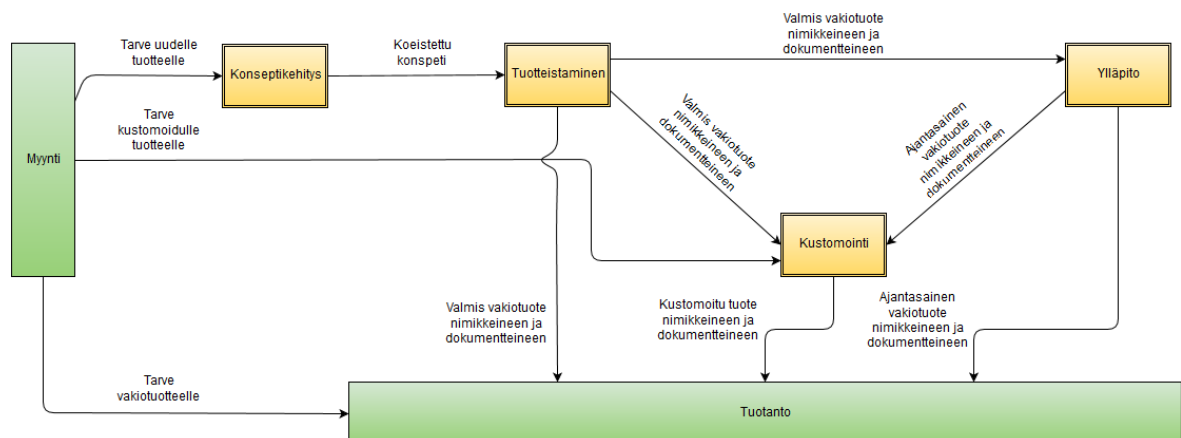 Valmis vakiotuote
nimikkeineen ja
dokumentteineen
Tarve uudelle
tuotteelle
Koeistettu
konspeti
Konseptikehitys
Tuotteistaminen
Ylläpito
Tarve
kustomoidulle
tuotteelle
Valmis vakiotuote
nimikkeineen ja
dokumentteineen
Ajantasainen
vakiotuote
nimikkeineen ja
dokumentteineen
Myynti
Kustomointi
Valmis vakiotuote
nimikkeineen ja
dokumentteineen
Kustomoitu tuote
nimikkeineen ja
dokumentteineen
Ajantasainen
vakiotuote
nimikkeineen ja
dokumentteineen
Tarve
vakiotuotteelle
Tuotanto